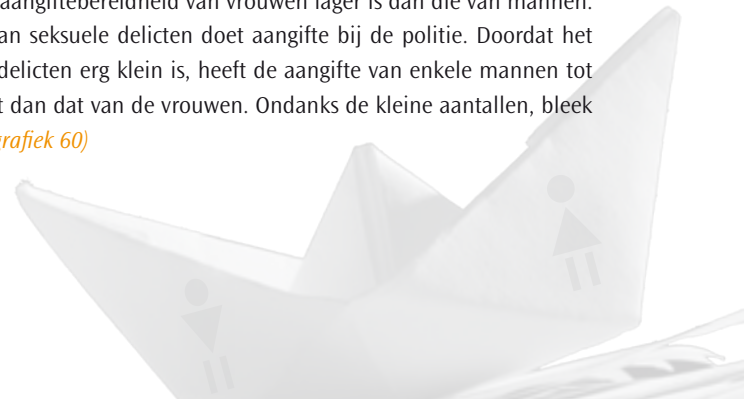 aangiftebereidheid van vrouwen lager is dan die van mannen.
an seksuele delicten doet aangifte bij de politie. Doordat het
delicten erg klein is, heeft de aangifte van enkele mannen tot
t dan dat van de vrouwen. Ondanks de kleine aantallen, bleek
rafiek 60)